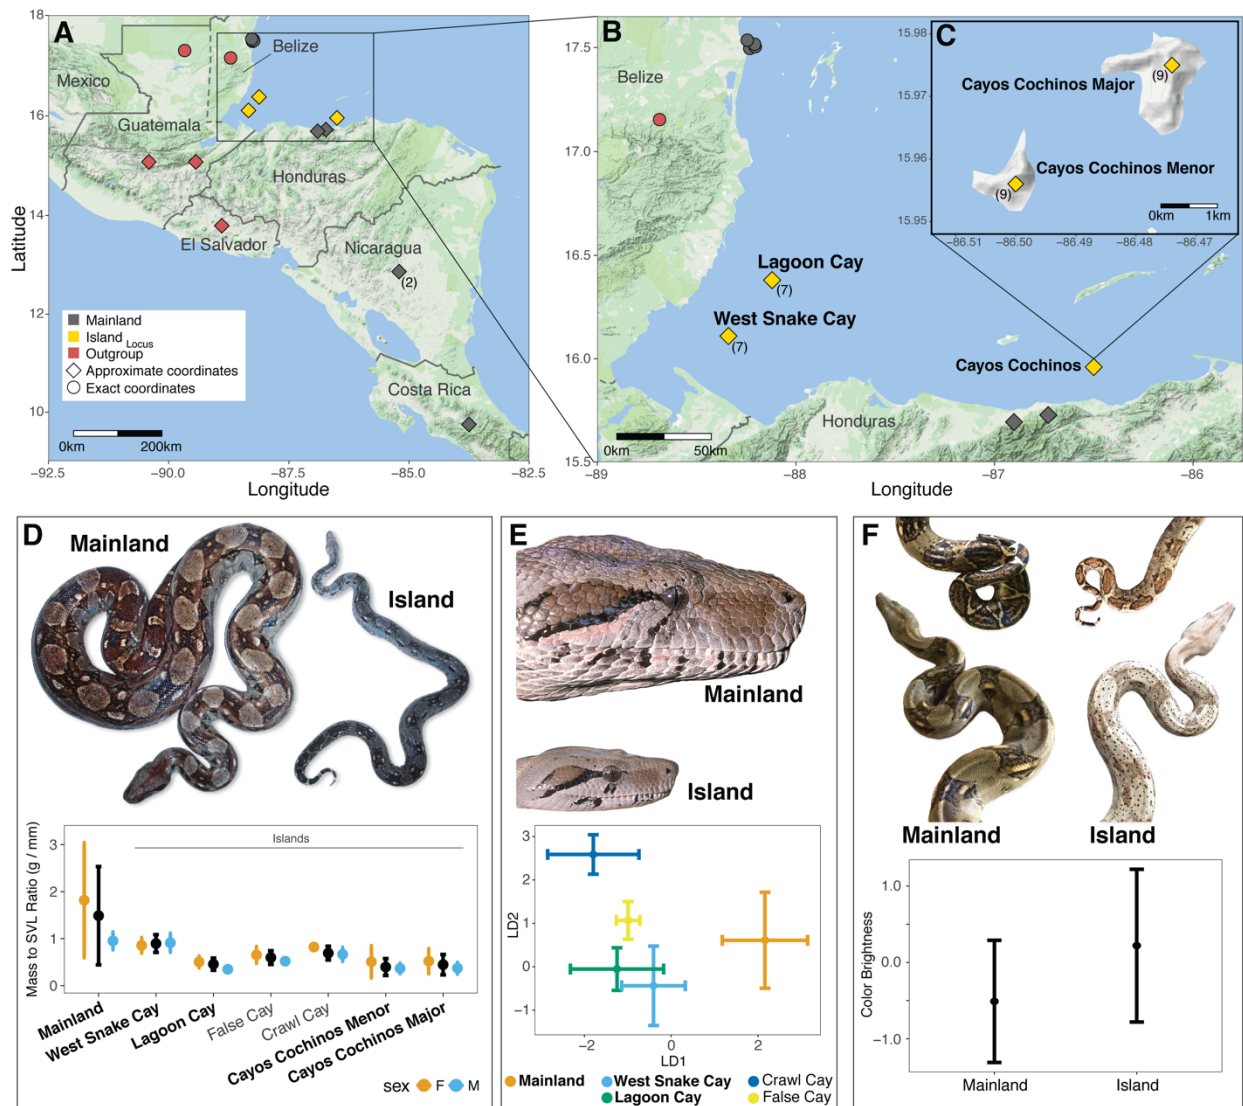 A
18
16
14
12
10
Latitude
−92.5
−90.0
−87.5
−85.0
−82.5
Longitude
Mexico
Belize
Guatemala
Honduras
El Salvador
Nicaragua
(2)
Costa Rica
Mainland
Island Locus
Outgroup
Approximate coordinates
Exact coordinates
0km 200km
B
17.5
17.0
16.5
16.0
15.5
−89
−88
−87
−86
Longitude
Belize
Lagoon Cay
(7)
West Snake Cay
(7)
Cayos Cochinos
Honduras
0km 50km
C
15.98
15.97
15.96
15.95
−86.51
−86.50
−86.49
−86.48
−86.47
Cayos Cochinos Major
(9)
Cayos Cochinos Menor
(9)
0km 1km
D
Mainland
Island
Islands
Mass to SVL Ratio (g / mm)
3
2
1
0
Mainland
West Snake Cay
Lagoon Cay
False Cay
Crawl Cay
Cayos Cochinos Menor
Cayos Cochinos Major
sex F M
E
Mainland
Island
LD2
3
2
1
0
−1
−2
0
2
LD1
Mainland
West Snake Cay
Crawl Cay
Lagoon Cay
False Cay
F
Mainland
Island
Color Brightness
1.0
0.0
−1.0
Mainland
Island